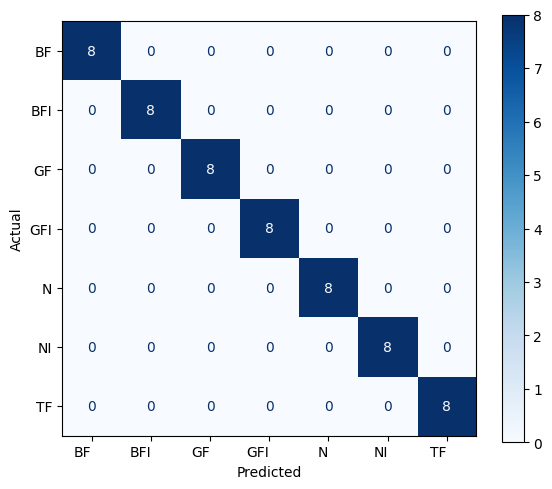 BF 8 0 0 0 0 0 0
BFI 0 8 0 0 0 0 0
GF 0 0 8 0 0 0 0
GFI 0 0 0 8 0 0 0
N 0 0 0 0 8 0 0
NI 0 0 0 0 0 8 0
TF 0 0 0 0 0 0 8
BF BFI GF GFI N NI TF
Predicted
Actual
8
7
6
5
4
3
2
1
0